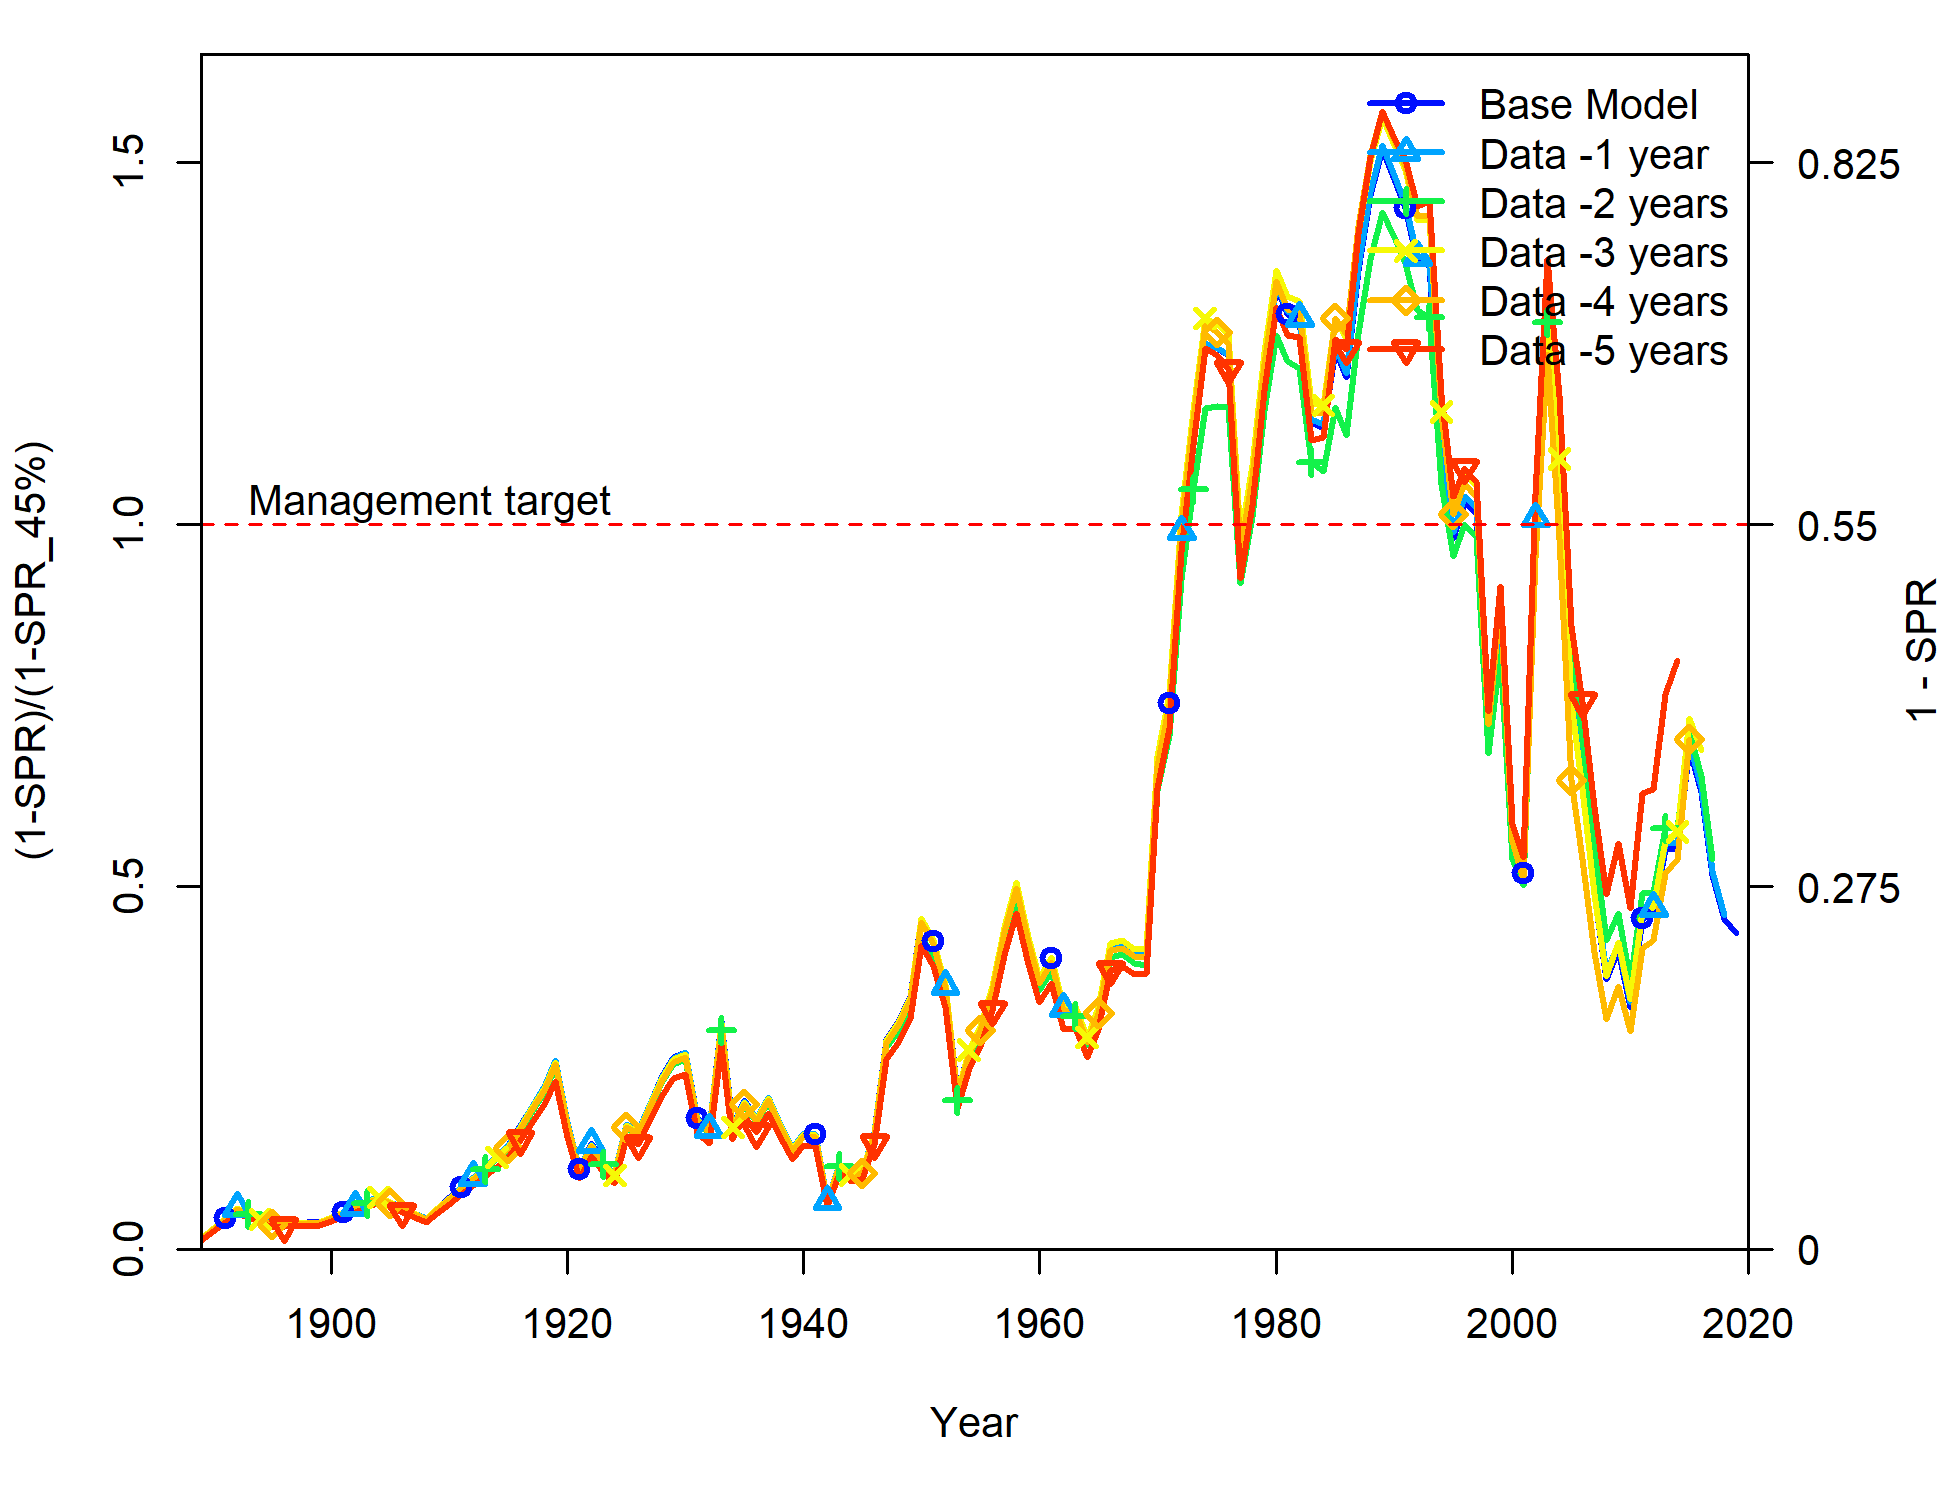 Base Model
Data -1 year
Data -2 years
Data -3 years
Data -4 years
Data -5 years
Management target
(1-SPR)/(1-SPR_45%)
1.5
1.0
0.5
0.0
0.825
0.55
0.275
0
1 - SPR
1900 1920 1940 1960 1980 2000 2020
Year